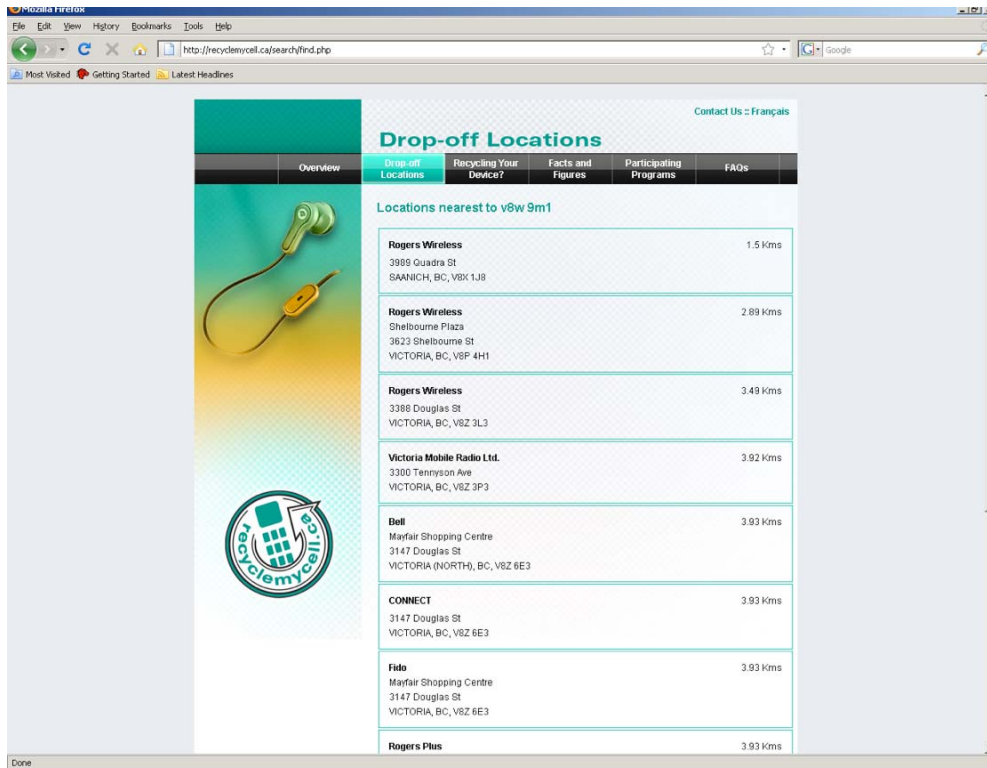 Mozilla Firefox
File Edit View History Bookmarks Tools Help
http://recyclemycell.ca/search/find.php
Google
Most Visited Getting Started Latest Headlines
Contact Us :: Français
Drop-off Locations
Overview
Drop-off Locations
Recycling Your Device?
Facts and Figures
Participating Programs
FAQs
Locations nearest to v8w 9m1
Rogers Wireless 1.5 Kms
3989 Quadra St
SAANICH, BC, V8X 1J8
Rogers Wireless 2.89 Kms
Shelbourne Plaza
3623 Shelbourne St
VICTORIA, BC, V8P 4H1
Rogers Wireless 3.49 Kms
3388 Douglas St
VICTORIA, BC, V8Z 3L3
Victoria Mobile Radio Ltd. 3.92 Kms
3300 Tennyson Ave
VICTORIA, BC, V8Z 3P3
Bell 3.93 Kms
Mayfair Shopping Centre
3147 Douglas St
VICTORIA (NORTH), BC, V8Z 6E3
CONNECT 3.93 Kms
3147 Douglas St
VICTORIA, BC, V8Z 6E3
Fido 3.93 Kms
Mayfair Shopping Centre
3147 Douglas St
VICTORIA, BC, V8Z 6E3
Rogers Plus 3.93 Kms
recyclemycell.ca
Done